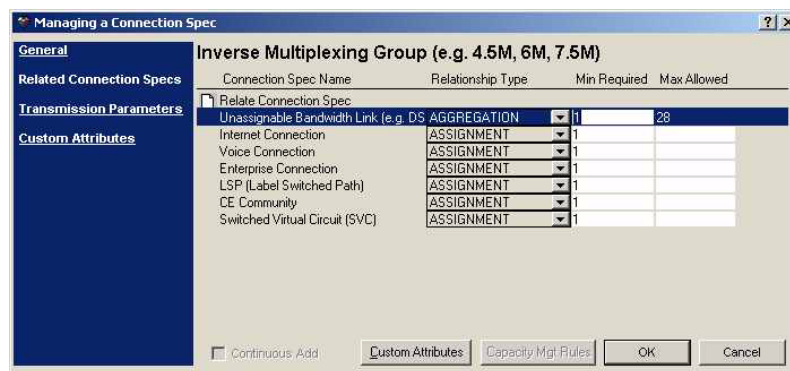 Managing a Connection Spec
General
Related Connection Specs
Transmission Parameters
Custom Attributes
Inverse Multiplexing Group (e.g. 4.5M, 6M, 7.5M)
Connection Spec Name Relationship Type Min Required Max Allowed
Relate Connection Spec
Unassignable Bandwidth Link (e.g. DS AGGREGATION 1 28
Internet Connection ASSIGNMENT 1
Voice Connection ASSIGNMENT 1
Enterprise Connection ASSIGNMENT 1
LSP (Label Switched Path) ASSIGNMENT 1
CE Community ASSIGNMENT 1
Switched Virtual Circuit (SVC) ASSIGNMENT 1
Continuous Add Custom Attributes Capacity Mgt Rules OK Cancel